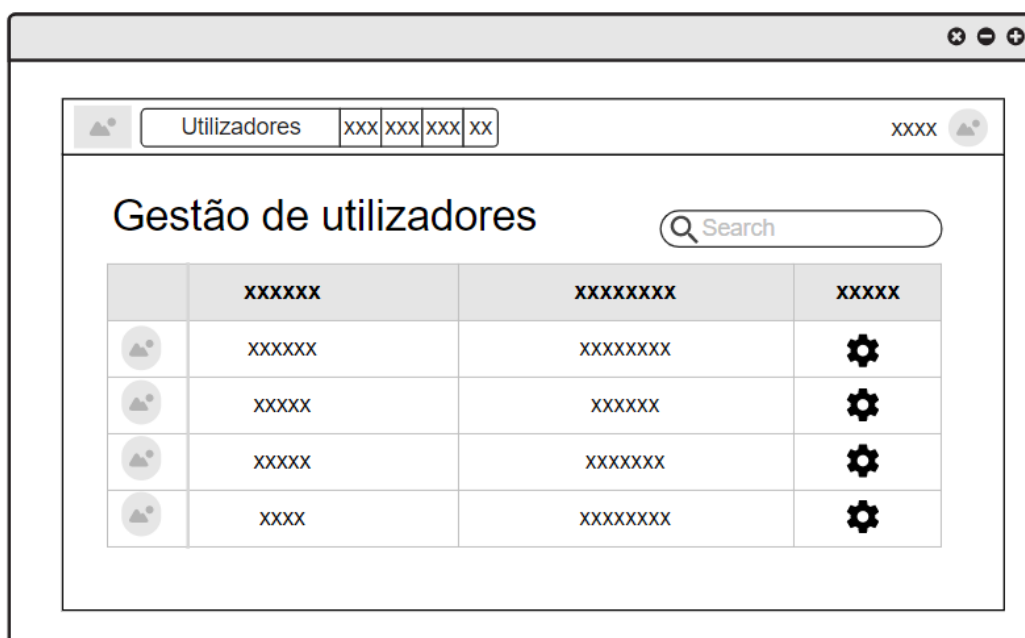 Utilizadores xxx xxx xxx xx xxxx
Gestão de utilizadores Search
xxxxxx xxxxxxxx xxxxx
xxxxxx xxxxxxxx
xxxxx xxxxxx
xxxxx xxxxxxx
xxxx xxxxxxxx